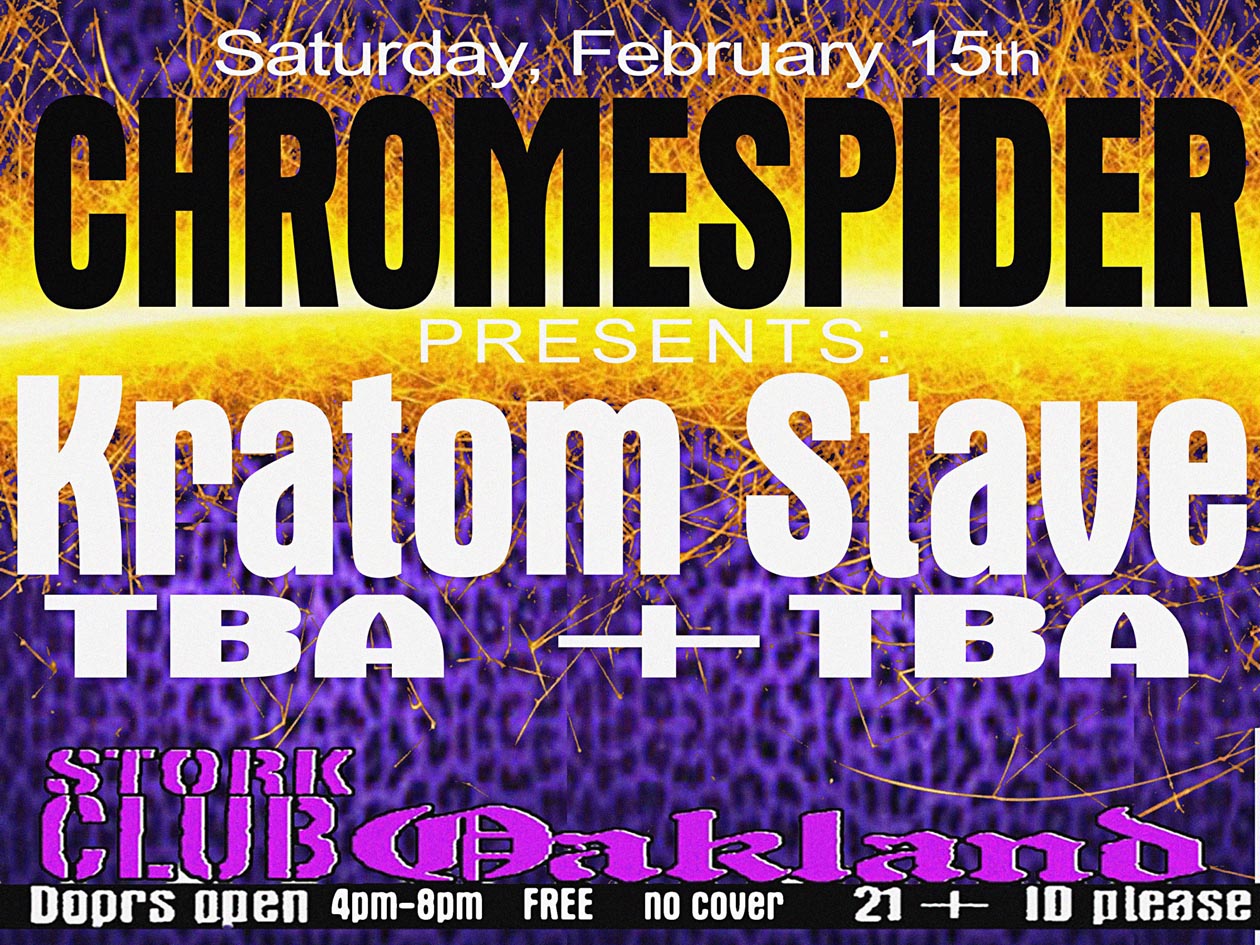 Saturday, February 15th
CHROMESPIDER
PRESENTS:
Kratom Stave
TBA + TBA
STORK
CLUB Oakland
Doors open 4pm-8pm FREE no cover 21 + ID please